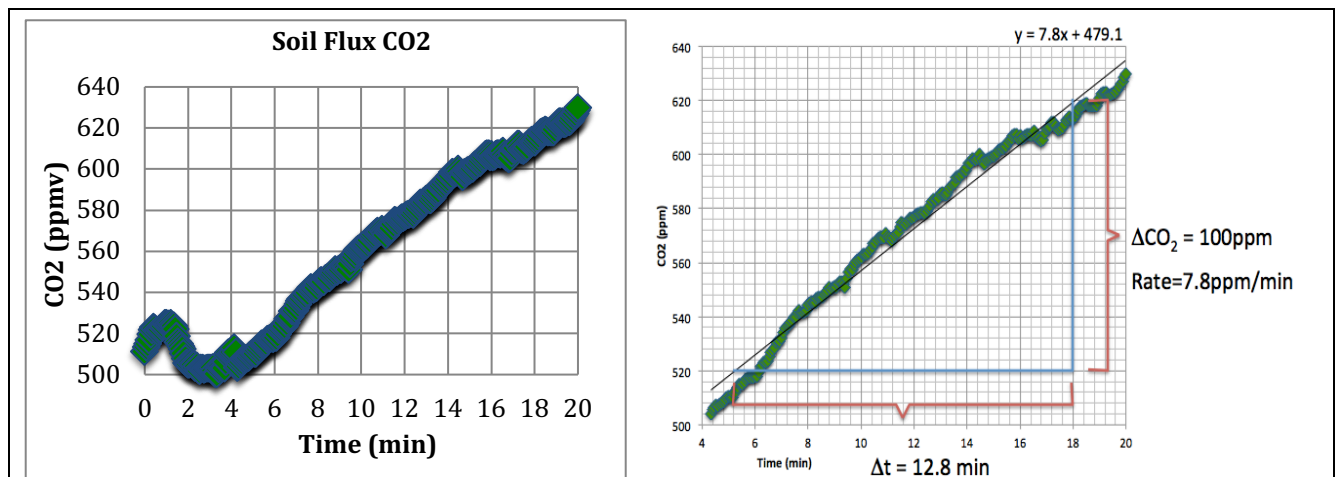 Soil Flux CO2
640
620
600
580
560
540
520
500
CO2 (ppmv)
0 2 4 6 8 10 12 14 16 18 20
Time (min)
y = 7.8x + 479.1
640
620
600
580
560
540
520
500
CO2 (ppm)
4 6 8 10 12 14 16 18 20
Time (min)
ΔCO₂ = 100ppm
Rate=7.8ppm/min
Δt = 12.8 min